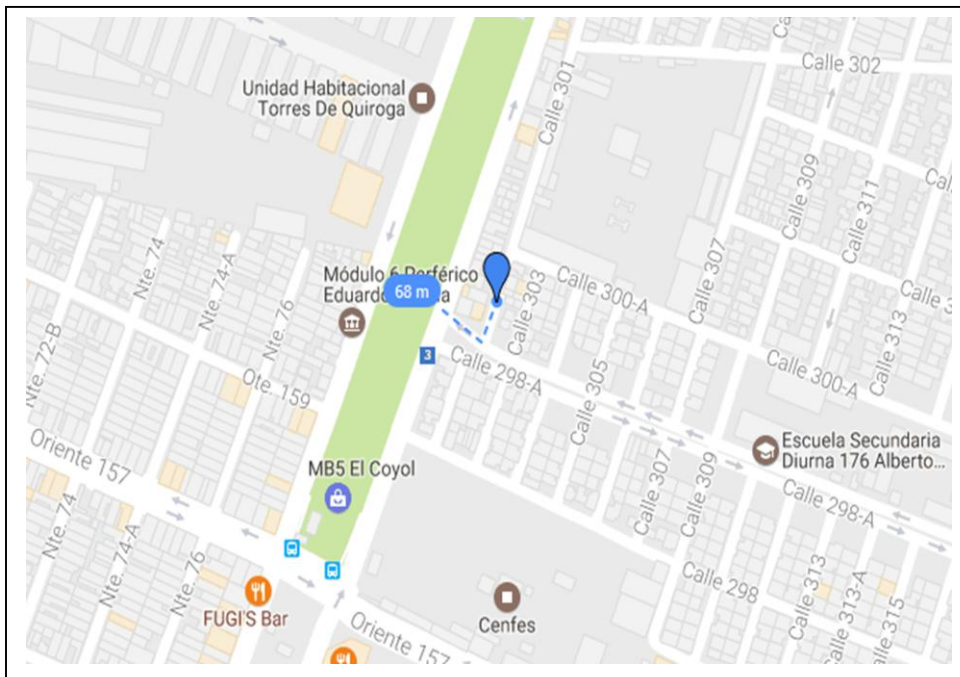 Unidad Habitacional
Torres De Quiroga
Calle 301
Calle 302
Calle 309
Calle 311
Cal
Nte. 74
Nte. 74-A
Nte. 76
Módulo 6 Perférico
Eduardo
68 m
Calle 303
Calle 307
Calle 300-A
Calle 313
Nte. 72-B
Ote. 159
3
Calle 298-A
Calle 305
Calle 300-A
Oriente 157
MB5 El Coyol
Calle 307
Calle 309
Escuela Secundaria
Diurna 176 Alberto...
Calle 298-A
Nte. 74
Nte. 74-A
Nte. 76
FUGI'S Bar
Cenfes
Calle 298
Calle 313
Calle 313-A
Calle 315
Oriente 157